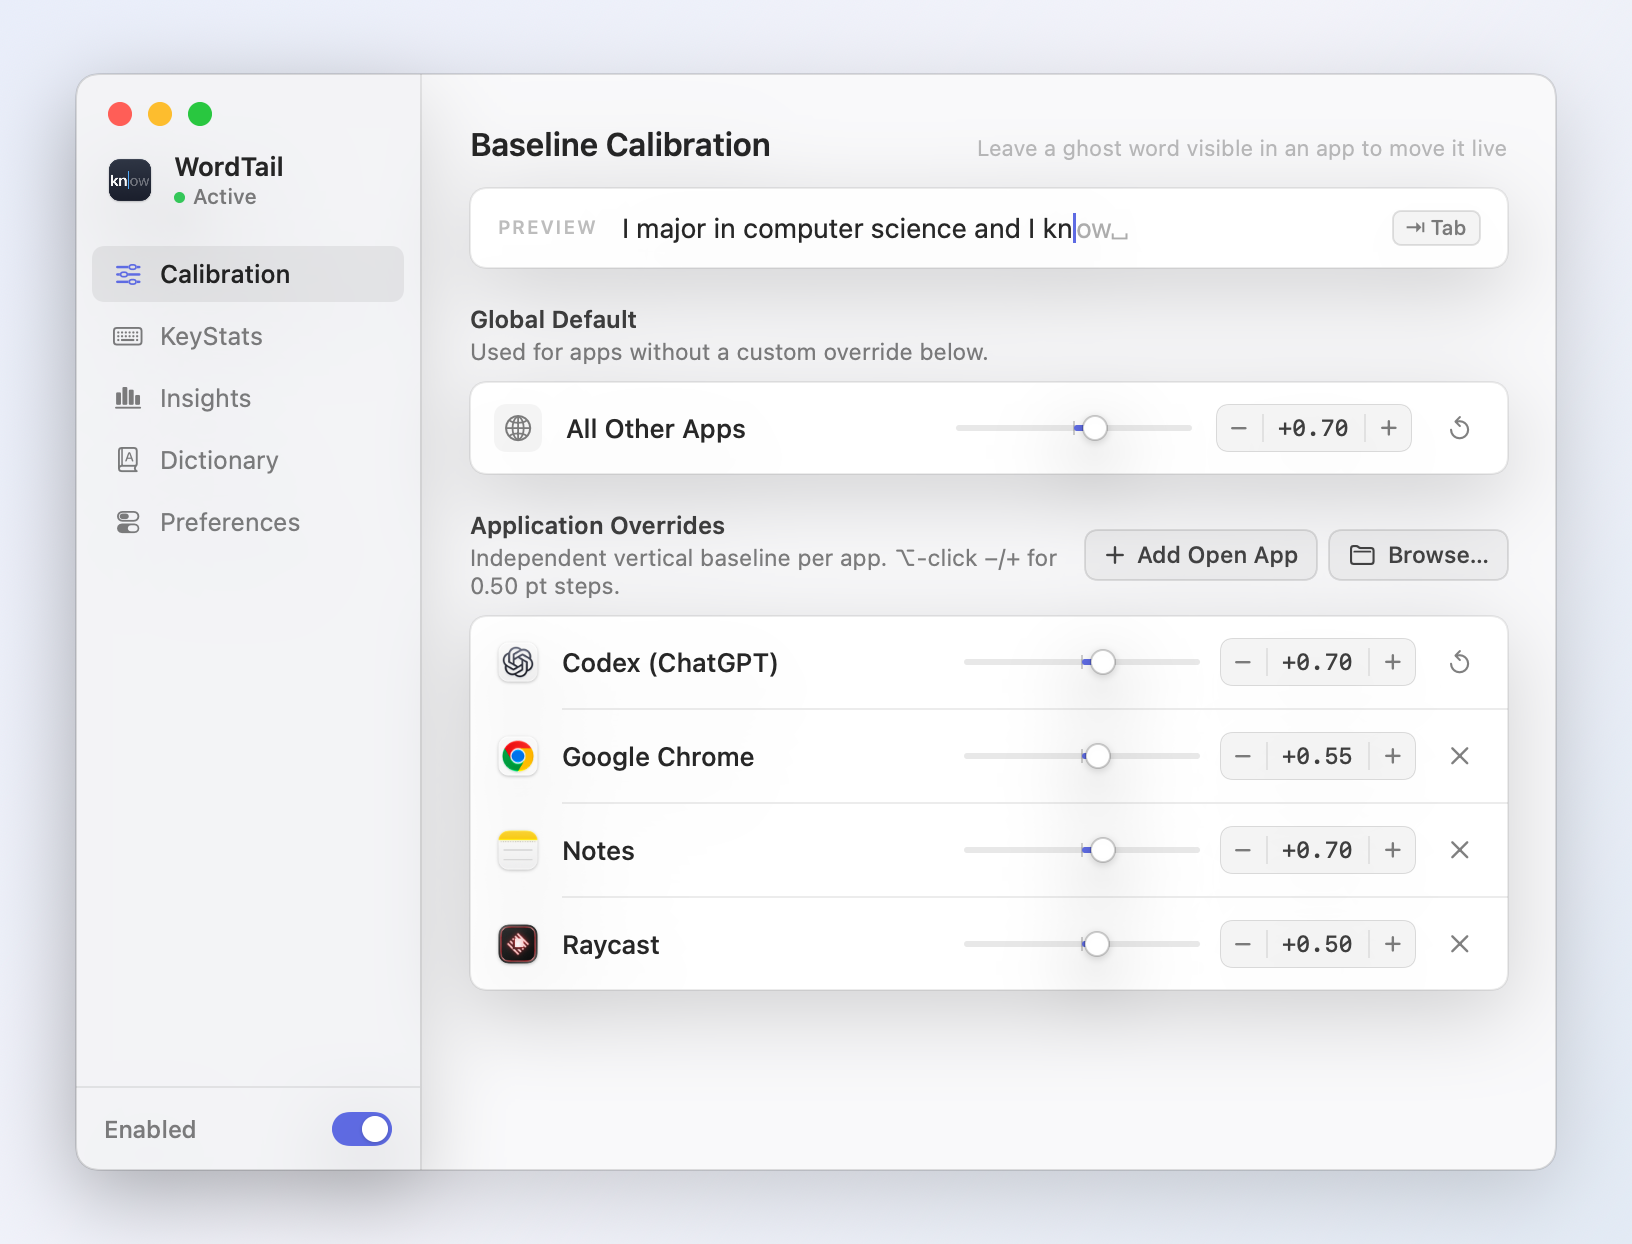 know
WordTail
Active
Calibration
KeyStats
Insights
Dictionary
Preferences
Enabled
Baseline Calibration
Leave a ghost word visible in an app to move it live
PREVIEW
I major in computer science and I know␣
⇥ Tab
Global Default
Used for apps without a custom override below.
All Other Apps
− +0.70 +
Application Overrides
Independent vertical baseline per app. ⌥-click –/+ for
0.50 pt steps.
+ Add Open App
Browse...
Codex (ChatGPT)
− +0.70 +
Google Chrome
− +0.55 +
Notes
− +0.70 +
Raycast
− +0.50 +